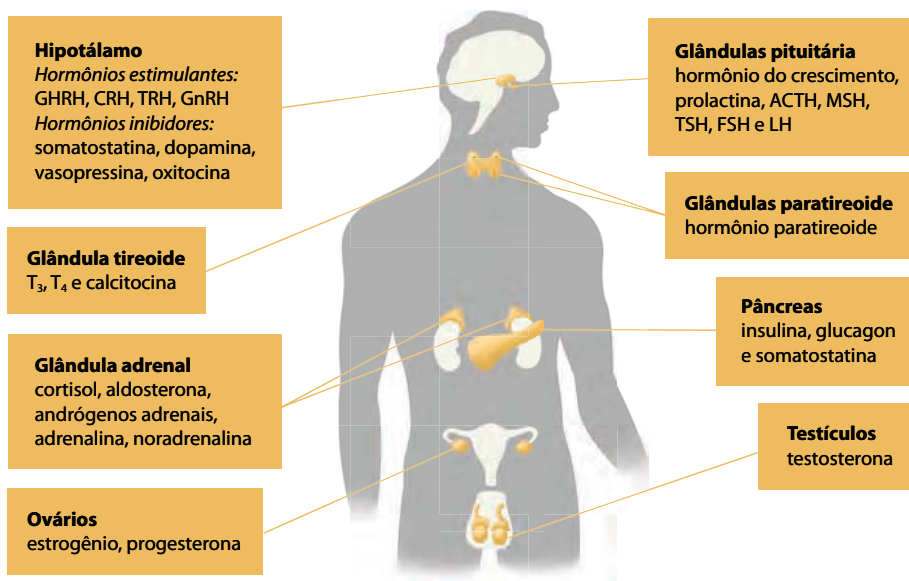 Hipotálamo
Hormônios estimulantes:
GHRH, CRH, TRH, GnRH
Hormônios inibidores:
somatostatina, dopamina,
vasopressina, oxitocina
Glândulas pituitária
hormônio do crescimento,
prolactina, ACTH, MSH,
TSH, FSH e LH
Glândulas paratireoide
hormônio paratireoide
Glândula tireoide
T₃, T₄ e calcitocina
Pâncreas
insulina, glucagon
e somatostatina
Glândula adrenal
cortisol, aldosterona,
andrógenos adrenais,
adrenalina, noradrenalina
Testículos
testosterona
Ovários
estrogênio, progesterona